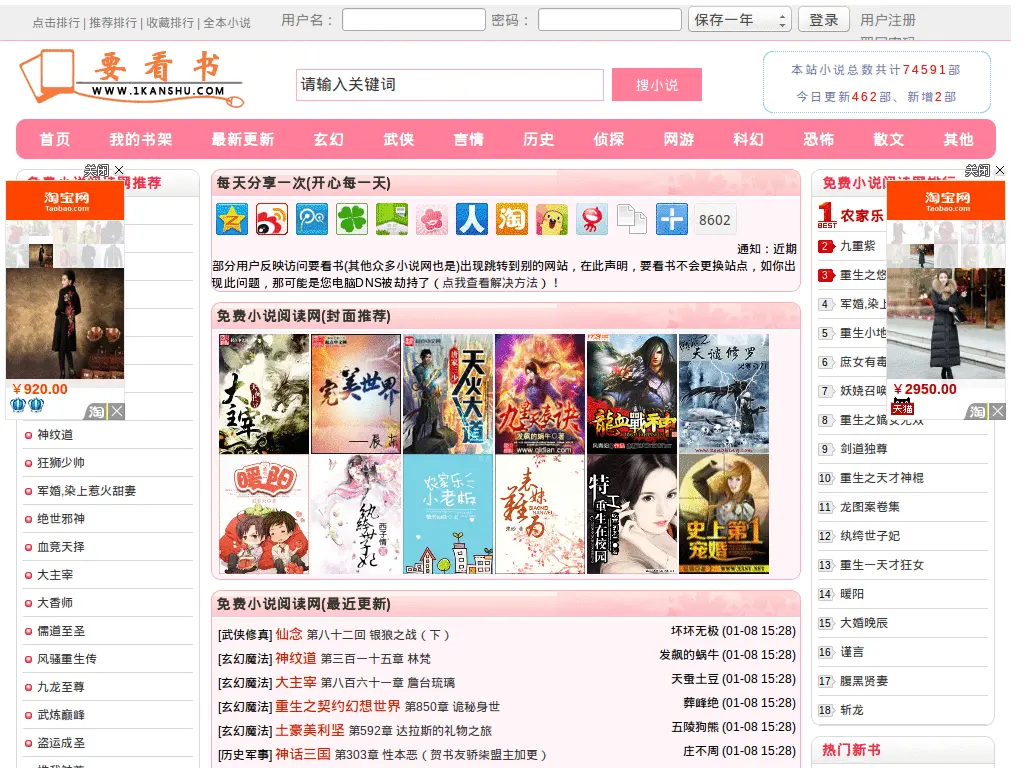 点击排行 | 推荐排行 | 收藏排行 | 全本小说 用户名： 密码： 保存一年 登录 用户注册
要看书
WWW.1KANSHU.COM
请输入关键词 搜小说
本站小说总数共计74591部
今日更新462部、新增2部
首页 我的书架 最新更新 玄幻 武侠 言情 历史 侦探 网游 科幻 恐怖 散文 其他
关闭
淘宝网
Taobao.com
￥920.00
淘
神纹道
狂狮少帅
军婚,染上惹火甜妻
绝世邪神
血竞天择
大主宰
大香师
儒道至圣
风骚重生传
九龙至尊
武炼巅峰
盗运成圣
每天分享一次(开心每一天)
8602
通知：近期
部分用户反映访问要看书(其他众多小说网也是)出现跳转到别的网站，在此声明，要看书不会更换站点，如你出
现此问题，那可能是您电脑DNS被劫持了（点我查看解决方法）！
免费小说阅读网(封面推荐)
大主宰
完美世界
天火大道
九星天辰诀
www.qidian.com
龍血戰神
天谴修罗
暖阳
纨绔世子妃
农家乐
小老板
表妹难为
特工重生在校园
史上第1
宠婚
免费小说阅读网(最近更新)
[武侠修真] 仙念 第八十二回 银狼之战（下） 坏坏无极 (01-08 15:28)
[玄幻魔法] 神纹道 第三百一十五章 林梵 发飙的蜗牛 (01-08 15:28)
[玄幻魔法] 大主宰 第八百六十一章 詹台琉璃 天蚕土豆 (01-08 15:28)
[玄幻魔法] 重生之契约幻想世界 第850章 诡秘身世 葬峰绝 (01-08 15:28)
[玄幻魔法] 土豪美利坚 第592章 达拉斯的礼物之旅 五陵狗熊 (01-08 15:28)
[历史军事] 神话三国 第303章 性本恶（贺书友骄柒盟主加更） 庄不周 (01-08 15:28)
关闭
淘宝网
Taobao.com
￥2950.00
天猫
淘
1 BEST 农家乐
2 九重紫
3 重生之悠
4 军婚,染上
5 重生小地
6 庶女有毒
7 妖娆召唤
8 重生之嫡女无双
9 剑道独尊
10 重生之天才神棍
11 龙图案卷集
12 纨绔世子妃
13 重生一天才狂女
14 暖阳
15 大婚晚辰
16 谨言
17 腹黑贤妻
18 斩龙
热门新书